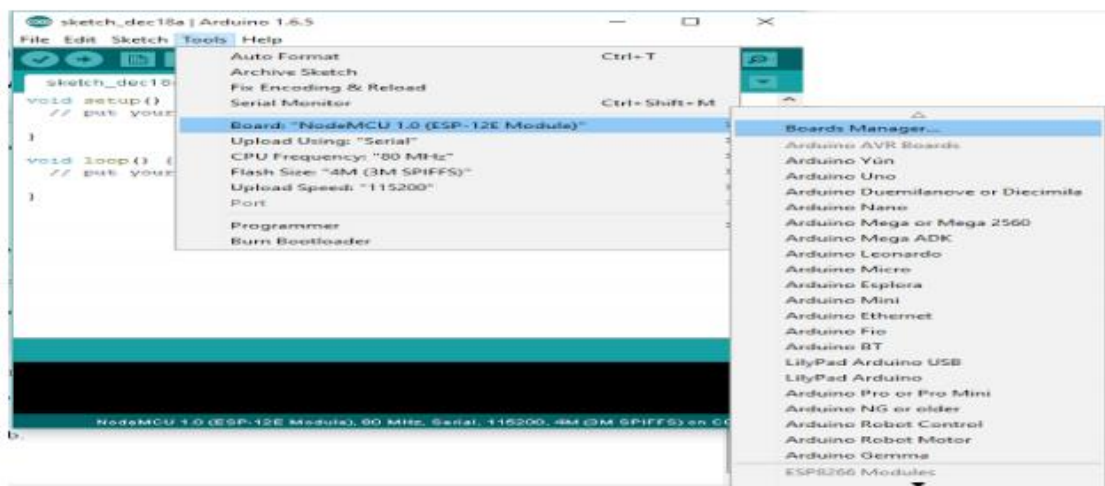 sketch_dec18a | Arduino 1.6.5
File Edit Sketch Tools Help
sketch_dec18
void setup()
// put your
}
void loop() {
// put your
}
Auto Format Ctrl+T
Archive Sketch
Fix Encoding & Reload
Serial Monitor Ctrl+Shift+M
Board: "NodeMCU 1.0 (ESP-12E Module)"
Upload Using: "Serial"
CPU Frequency: "80 MHz"
Flash Size: "4M (3M SPIFFS)"
Upload Speed: "115200"
Port
Programmer
Burn Bootloader
Boards Manager...
Arduino AVR Boards
Arduino Yún
Arduino Uno
Arduino Duemilanove or Diecimila
Arduino Nano
Arduino Mega or Mega 2560
Arduino Mega ADK
Arduino Leonardo
Arduino Micro
Arduino Esplora
Arduino Mini
Arduino Ethernet
Arduino Fio
Arduino BT
LilyPad Arduino USB
LilyPad Arduino
Arduino Pro or Pro Mini
Arduino NG or older
Arduino Robot Control
Arduino Robot Motor
Arduino Gemma
ESP8266 Modules
NodeMCU 1.0 (ESP-12E Module), 80 MHz, Serial, 115200, 4M (3M SPIFFS) on CO
b.